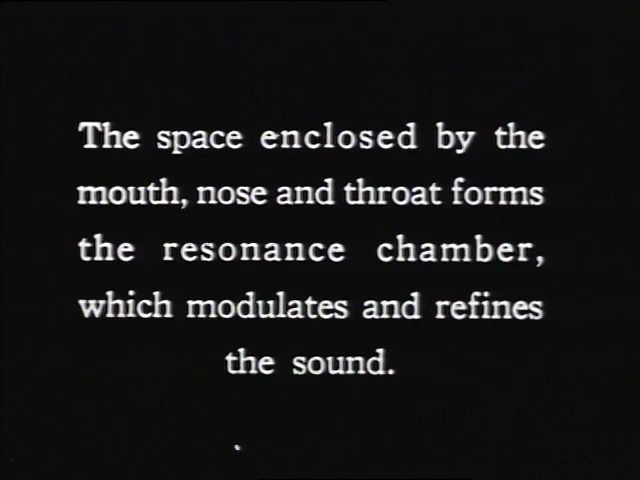 The space enclosed by the
mouth, nose and throat forms
the resonance chamber,
which modulates and refines
the sound.